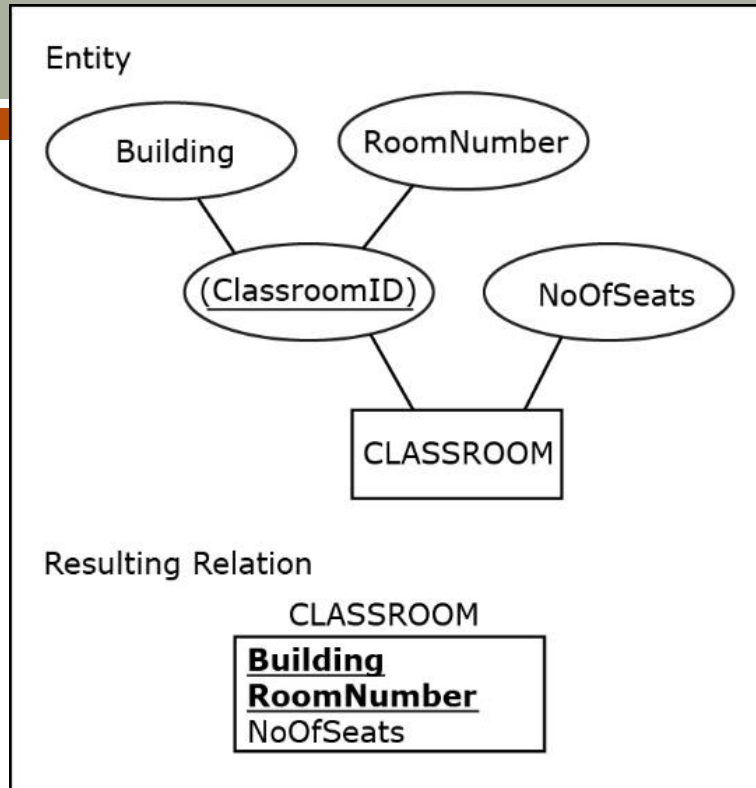 Entity
Building
RoomNumber
(ClassroomID)
NoOfSeats
CLASSROOM
Resulting Relation
CLASSROOM
Building
RoomNumber
NoOfSeats